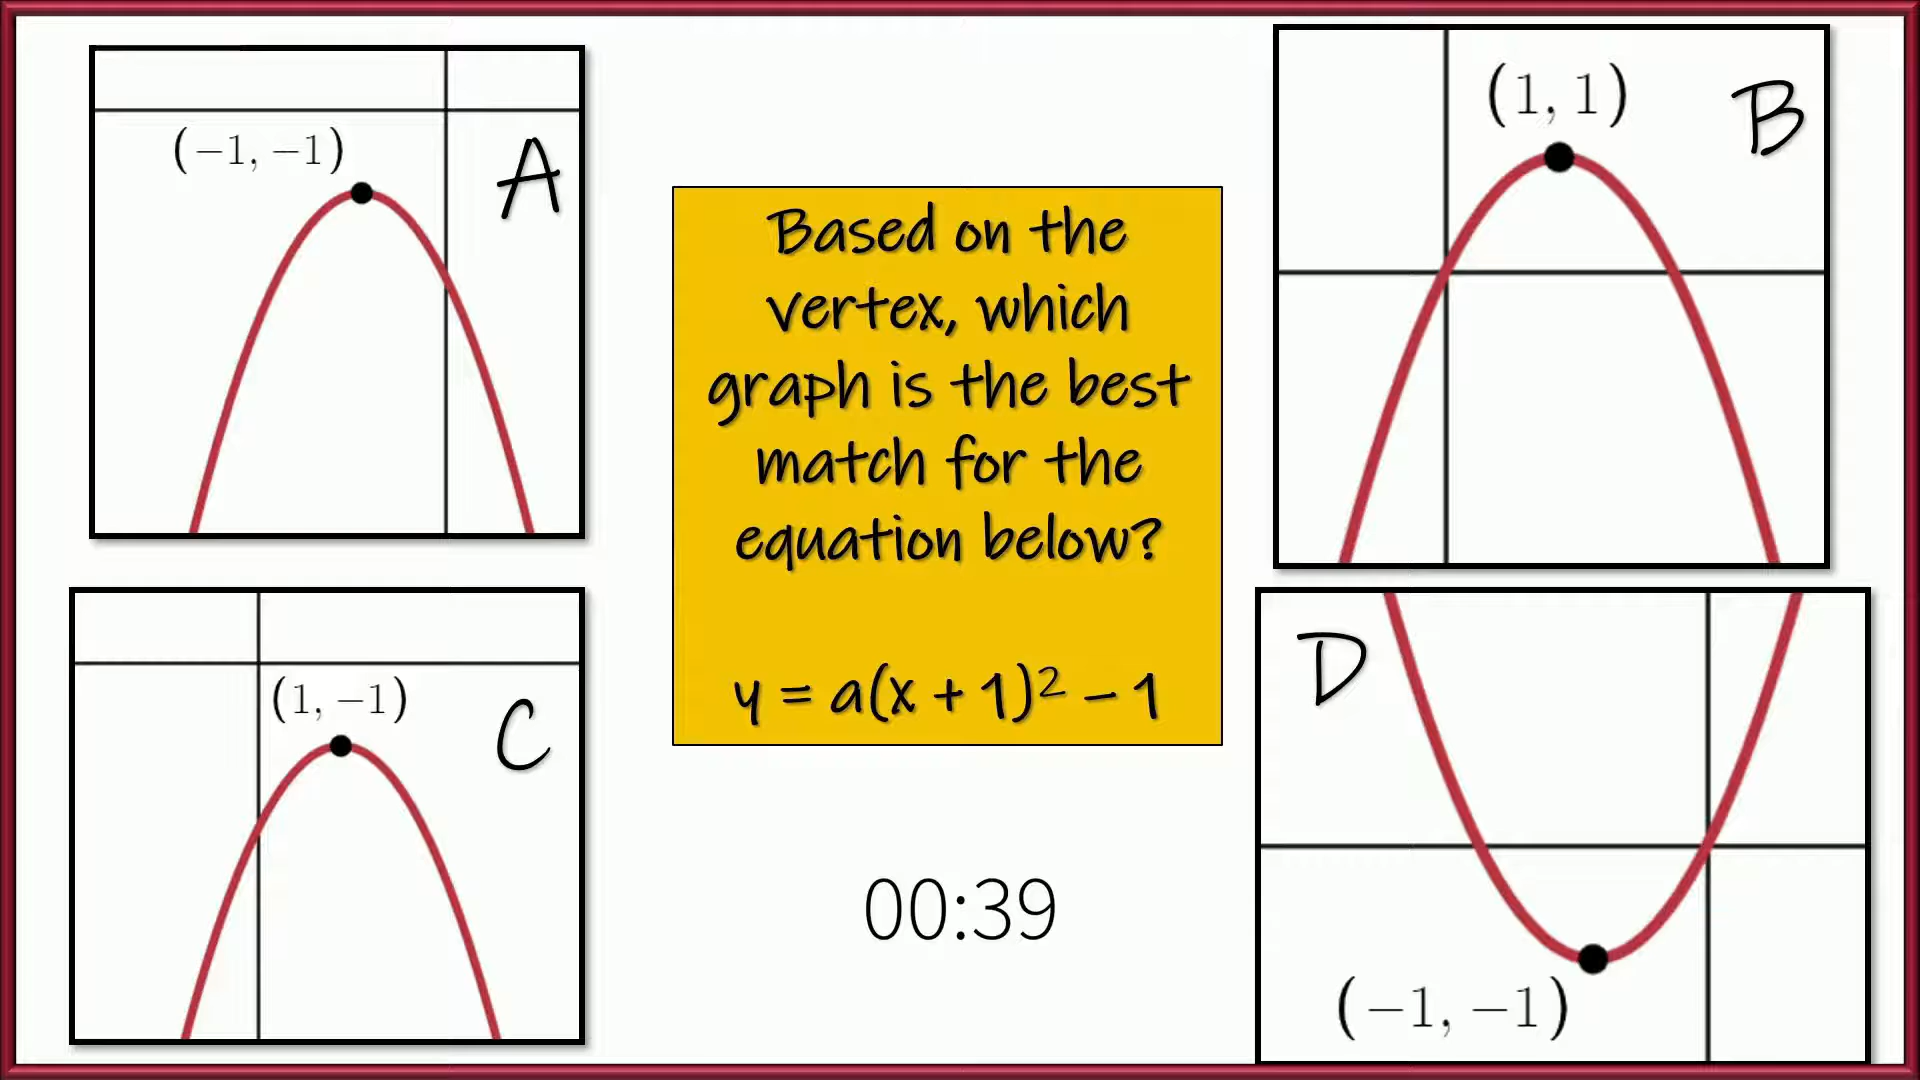 (−1, −1)
A
(1, 1)
B
Based on the
vertex, which
graph is the best
match for the
equation below?
y = a(x + 1)² − 1
(1, −1)
C
D
(−1, −1)
00:39